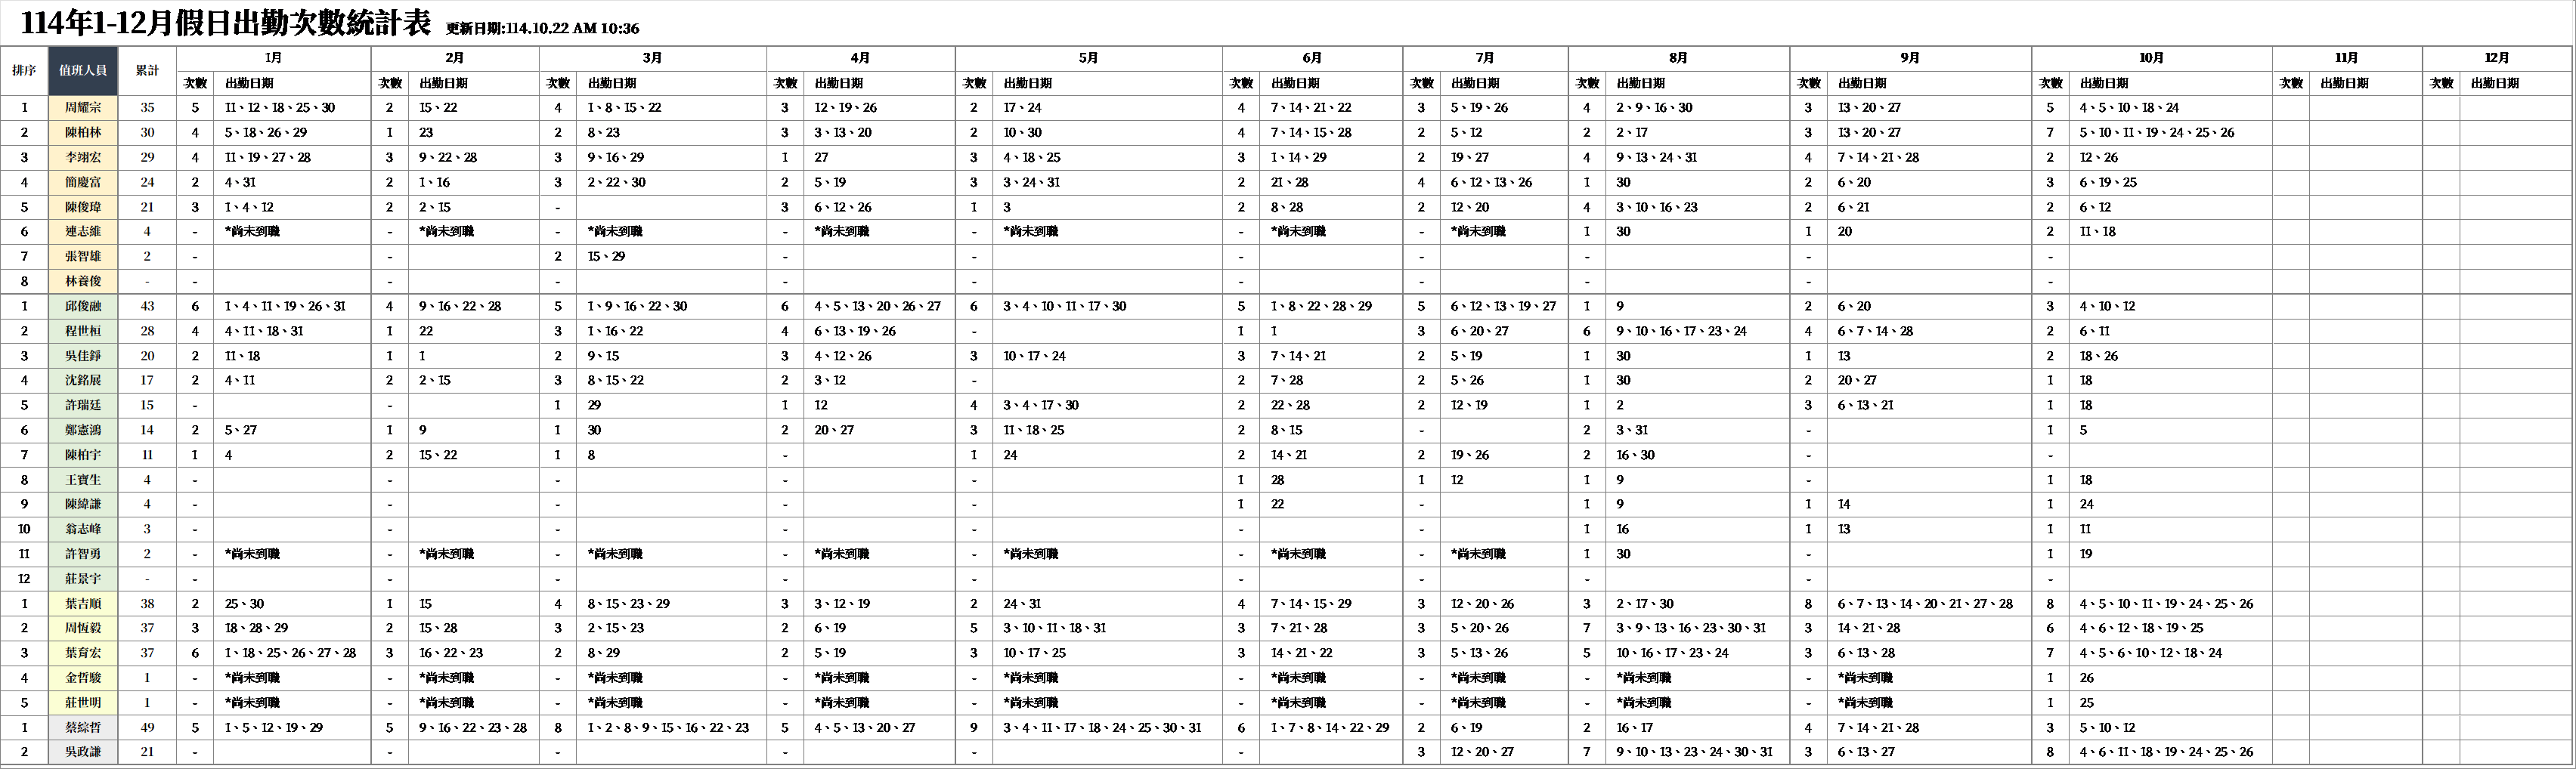 114年1-12月假日出勤次數統計表 更新日期:114.10.22 AM 10:36
排序 值班人員 累計 1月 2月 3月 4月 5月 6月 7月 8月 9月 10月 11月 12月
次數 出勤日期 次數 出勤日期 次數 出勤日期 次數 出勤日期 次數 出勤日期 次數 出勤日期 次數 出勤日期 次數 出勤日期 次數 出勤日期 次數 出勤日期 次數 出勤日期 次數 出勤日期
1 周耀宗 35 5 11、12、18、25、30 2 15、22 4 1、8、15、22 3 12、19、26 2 17、24 4 7、14、21、22 3 5、19、26 4 2、9、16、30 3 13、20、27 5 4、5、10、18、24
2 陳柏林 30 4 5、18、26、29 1 23 2 8、23 3 3、13、20 2 10、30 4 7、14、15、28 2 5、12 2 2、17 3 13、20、27 7 5、10、11、19、24、25、26
3 李翊宏 29 4 11、19、27、28 3 9、22、28 3 9、16、29 1 27 3 4、18、25 3 1、14、29 2 19、27 4 9、13、24、31 4 7、14、21、28 2 12、26
4 簡慶富 24 2 4、31 2 1、16 3 2、22、30 2 5、19 3 3、24、31 2 21、28 4 6、12、13、26 1 30 2 6、20 3 6、19、25
5 陳俊瑋 21 3 1、4、12 2 2、15 - 3 6、12、26 1 3 2 8、28 2 12、20 4 3、10、16、23 2 6、21 2 6、12
6 連志維 4 - *尚未到職 - *尚未到職 - *尚未到職 - *尚未到職 - *尚未到職 - *尚未到職 - *尚未到職 1 30 1 20 2 11、18
7 張智雄 2 - - 2 15、29 - - - - - - -
8 林養俊 - - - - - - - - - - -
1 邱俊融 43 6 1、4、11、19、26、31 4 9、16、22、28 5 1、9、16、22、30 6 4、5、13、20、26、27 6 3、4、10、11、17、30 5 1、8、22、28、29 5 6、12、13、19、27 1 9 2 6、20 3 4、10、12
2 程世桓 28 4 4、11、18、31 1 22 3 1、16、22 4 6、13、19、26 - 1 1 3 6、20、27 6 9、10、16、17、23、24 4 6、7、14、28 2 6、11
3 吳佳錚 20 2 11、18 1 1 2 9、15 3 4、12、26 3 10、17、24 3 7、14、21 2 5、19 1 30 1 13 2 18、26
4 沈銘展 17 2 4、11 2 2、15 3 8、15、22 2 3、12 - 2 7、28 2 5、26 1 30 2 20、27 1 18
5 許瑞廷 15 - - 1 29 1 12 4 3、4、17、30 2 22、28 2 12、19 1 2 3 6、13、21 1 18
6 鄭憲鴻 14 2 5、27 1 9 1 30 2 20、27 3 11、18、25 2 8、15 - 2 3、31 - 1 5
7 陳柏宇 11 1 4 2 15、22 1 8 - 1 24 2 14、21 2 19、26 2 16、30 - -
8 王寶生 4 - - - - - 1 28 1 12 1 9 - 1 18
9 陳緯謙 4 - - - - - 1 22 - 1 9 1 14 1 24
10 翁志峰 3 - - - - - - - 1 16 1 13 1 11
11 許智勇 2 - *尚未到職 - *尚未到職 - *尚未到職 - *尚未到職 - *尚未到職 - *尚未到職 - *尚未到職 1 30 - 1 19
12 莊景宇 - - - - - - - - - - -
1 葉吉順 38 2 25、30 1 15 4 8、15、23、29 3 3、12、19 2 24、31 4 7、14、15、29 3 12、20、26 3 2、17、30 8 6、7、13、14、20、21、27、28 8 4、5、10、11、19、24、25、26
2 周恆毅 37 3 18、28、29 2 15、28 3 2、15、23 2 6、19 5 3、10、11、18、31 3 7、21、28 3 5、20、26 7 3、9、13、16、23、30、31 3 14、21、28 6 4、6、12、18、19、25
3 葉育宏 37 6 1、18、25、26、27、28 3 16、22、23 2 8、29 2 5、19 3 10、17、25 3 14、21、22 3 5、13、26 5 10、16、17、23、24 3 6、13、28 7 4、5、6、10、12、18、24
4 金哲駿 1 - *尚未到職 - *尚未到職 - *尚未到職 - *尚未到職 - *尚未到職 - *尚未到職 - *尚未到職 - *尚未到職 - *尚未到職 1 26
5 莊世明 1 - *尚未到職 - *尚未到職 - *尚未到職 - *尚未到職 - *尚未到職 - *尚未到職 - *尚未到職 - *尚未到職 - *尚未到職 1 25
1 蔡綜哲 49 5 1、5、12、19、29 5 9、16、22、23、28 8 1、2、8、9、15、16、22、23 5 4、5、13、20、27 9 3、4、11、17、18、24、25、30、31 6 1、7、8、14、22、29 2 6、19 2 16、17 4 7、14、21、28 3 5、10、12
2 吳政謙 21 - - - - - - 3 12、20、27 7 9、10、13、23、24、30、31 3 6、13、27 8 4、6、11、18、19、24、25、26